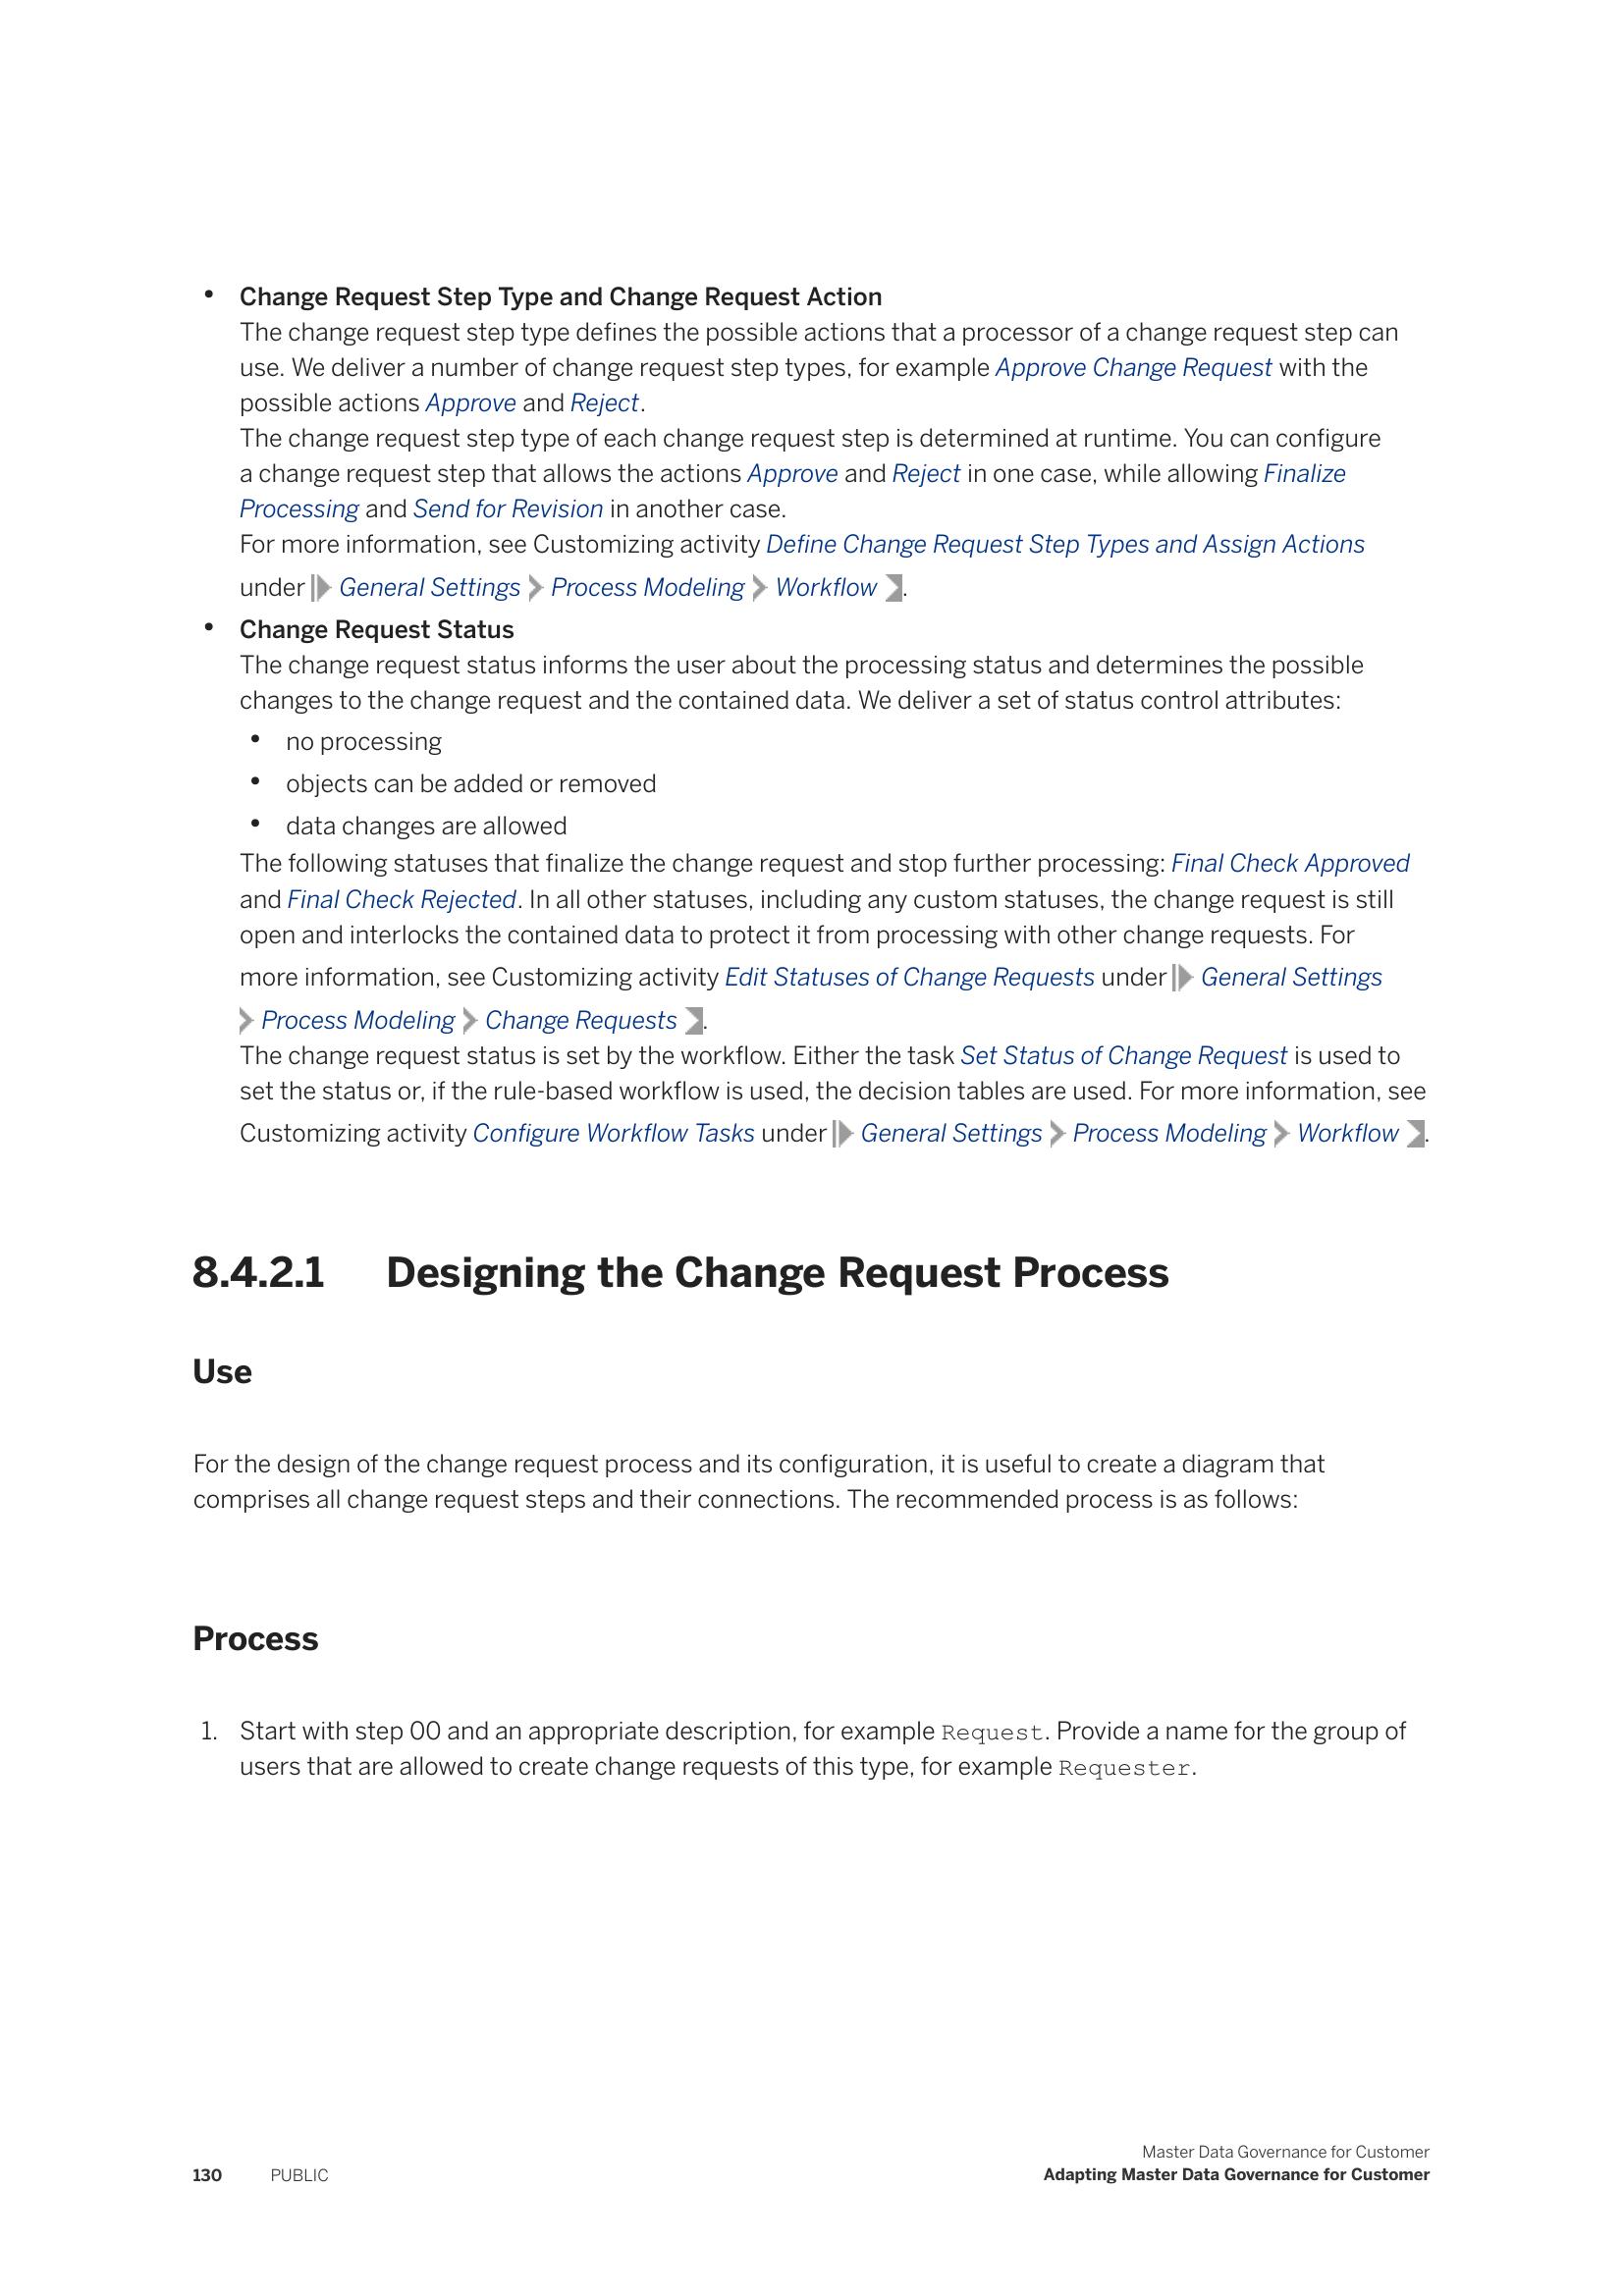 • Change Request Step Type and Change Request Action
The change request step type defines the possible actions that a processor of a change request step can
use. We deliver a number of change request step types, for example Approve Change Request with the
possible actions Approve and Reject.
The change request step type of each change request step is determined at runtime. You can configure
a change request step that allows the actions Approve and Reject in one case, while allowing Finalize
Processing and Send for Revision in another case.
For more information, see Customizing activity Define Change Request Step Types and Assign Actions
under General Settings Process Modeling Workflow .
• Change Request Status
The change request status informs the user about the processing status and determines the possible
changes to the change request and the contained data. We deliver a set of status control attributes:
• no processing
• objects can be added or removed
• data changes are allowed
The following statuses that finalize the change request and stop further processing: Final Check Approved
and Final Check Rejected. In all other statuses, including any custom statuses, the change request is still
open and interlocks the contained data to protect it from processing with other change requests. For
more information, see Customizing activity Edit Statuses of Change Requests under General Settings
Process Modeling Change Requests .
The change request status is set by the workflow. Either the task Set Status of Change Request is used to
set the status or, if the rule-based workflow is used, the decision tables are used. For more information, see
Customizing activity Configure Workflow Tasks under General Settings Process Modeling Workflow .
8.4.2.1 Designing the Change Request Process
Use
For the design of the change request process and its configuration, it is useful to create a diagram that
comprises all change request steps and their connections. The recommended process is as follows:
Process
1. Start with step 00 and an appropriate description, for example Request. Provide a name for the group of
users that are allowed to create change requests of this type, for example Requester.
Master Data Governance for Customer
130 PUBLIC Adapting Master Data Governance for Customer